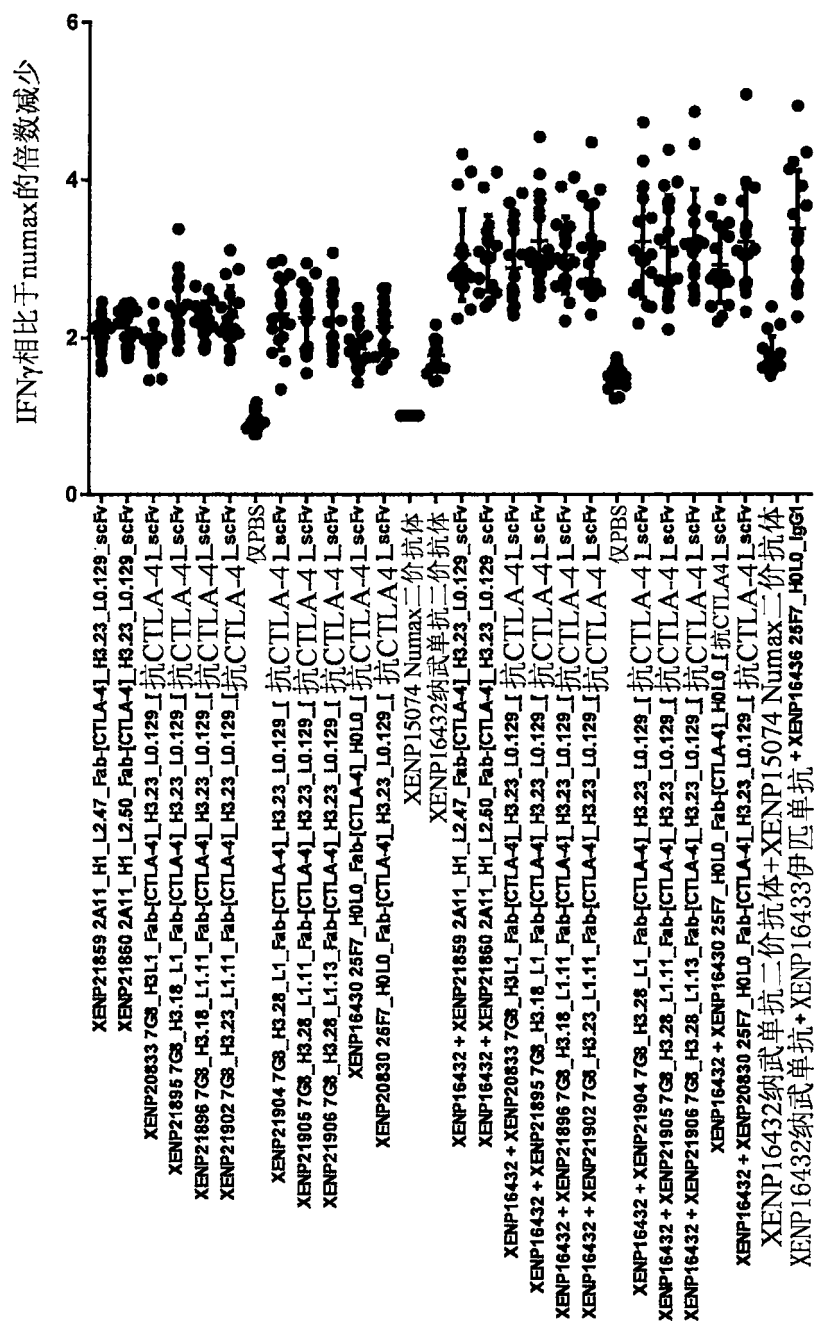 IFNγ相比于numax的倍数减少
6
4
2
0
XENP21859 2A11_H1_L2.47_Fab-[CTLA-4]_H3.23_L0.129_scFv
XENP21860 2A11_H1_L2.50_Fab-[CTLA-4]_H3.23_L0.129_scFv
XENP20833 7G8_H3L1_Fab-[CTLA-4]_H3.23_L0.129_[抗CTLA-4]_scFv
XENP21895 7G8_H3.18_L1_Fab-[CTLA-4]_H3.23_L0.129_[抗CTLA-4]_scFv
XENP21896 7G8_H3.18_L1.11_Fab-[CTLA-4]_H3.23_L0.129_[抗CTLA-4]_scFv
XENP21902 7G8_H3.23_L1.11_Fab-[CTLA-4]_H3.23_L0.129_[抗CTLA-4]_scFv
仅PBS
XENP21904 7G8_H3.28_L1_Fab-[CTLA-4]_H3.23_L0.129_[抗CTLA-4]_scFv
XENP21905 7G8_H3.28_L1.11_Fab-[CTLA-4]_H3.23_L0.129_[抗CTLA-4]_scFv
XENP21906 7G8_H3.28_L1.13_Fab-[CTLA-4]_H3.23_L0.129_[抗CTLA-4]_scFv
XENP16430 25F7_H0L0_Fab-[CTLA-4]_H0L0_[抗CTLA-4]_scFv
XENP20830 25F7_H0L0_Fab-[CTLA-4]_H3.23_L0.129_[抗CTLA4]_scFv
XENP15074 Numax二价抗体
XENP16432纳武单抗二价抗体
XENP16432 + XENP21859 2A11_H1_L2.47_Fab-[CTLA-4]_H3.23_L0.129_scFv
XENP16432 + XENP21860 2A11_H1_L2.50_Fab-[CTLA-4]_H3.23_L0.129_scFv
XENP16432 + XENP20833 7G8_H3L1_Fab-[CTLA-4]_H3.23_L0.129_[抗CTLA-4]_scFv
XENP16432 + XENP21895 7G8_H3.18_L1_Fab-[CTLA-4]_H3.23_L0.129_[抗CTLA-4]_scFv
XENP16432 + XENP21896 7G8_H3.18_L1.11_Fab-[CTLA-4]_H3.23_L0.129_[抗CTLA-4]_scFv
XENP16432 + XENP21902 7G8_H3.23_L1.11_Fab-[CTLA-4]_H3.23_L0.129_[抗CTLA-4]_scFv
仅PBS
XENP16432 + XENP21904 7G8_H3.28_L1_Fab-[CTLA-4]_H3.23_L0.129_[抗CTLA-4]_scFv
XENP16432 + XENP21905 7G8_H3.28_L1.11_Fab-[CTLA-4]_H3.23_L0.129_[抗CTLA-4]_scFv
XENP16432 + XENP21906 7G8_H3.28_L1.13_Fab-[CTLA-4]_H3.23_L0.129_[抗CTLA-4]_scFv
XENP16432 + XENP16430 25F7_H0L0_Fab-[CTLA-4]_H0L0_[抗CTLA4]_scFv
XENP16432 + XENP20830 25F7_H0L0_Fab-[CTLA-4]_H3.23_L0.129_[抗CTLA-4]_scFv
XENP16432纳武单抗二价抗体+XENP15074 Numax二价抗体
XENP16432纳武单抗+XENP16433伊匹单抗+XENP16436 25F7_H0L0_IgG1